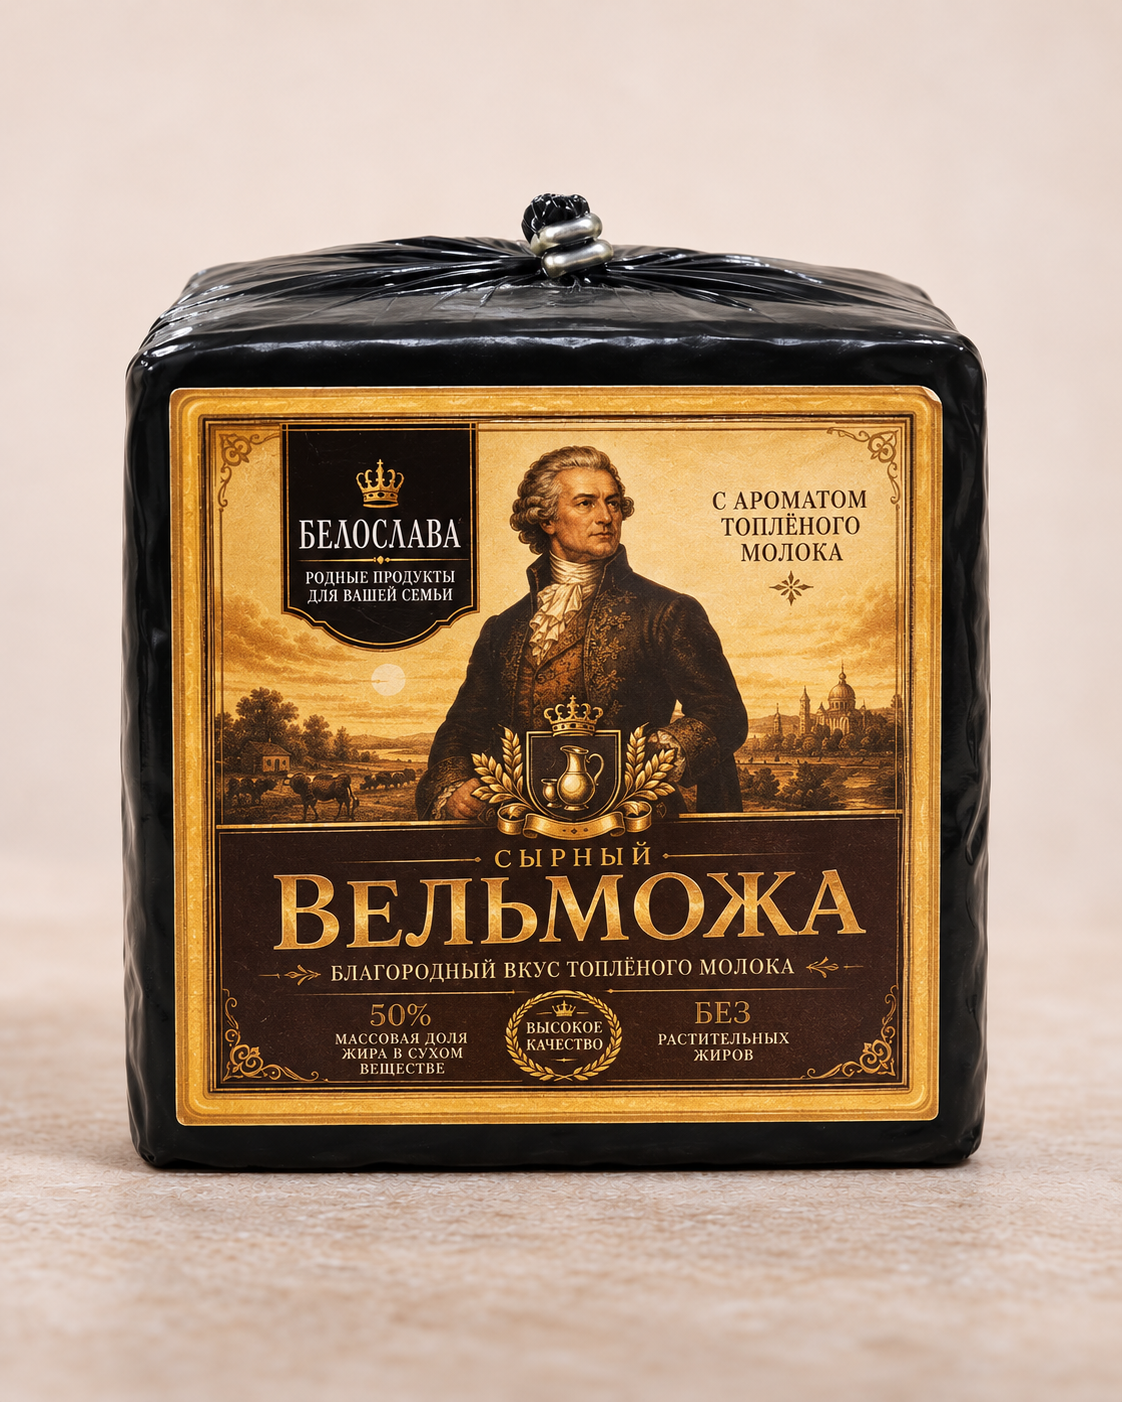 БЕЛОСЛАВА
РОДНЫЕ ПРОДУКТЫ
ДЛЯ ВАШЕЙ СЕМЬИ
С АРОМАТОМ
ТОПЛЁНОГО
МОЛОКА
СЫРНЫЙ
ВЕЛЬМОЖА
БЛАГОРОДНЫЙ ВКУС ТОПЛЁНОГО МОЛОКА
50%
МАССОВАЯ ДОЛЯ
ЖИРА В СУХОМ
ВЕЩЕСТВЕ
ВЫСОКОЕ
КАЧЕСТВО
БЕЗ
РАСТИТЕЛЬНЫХ
ЖИРОВ